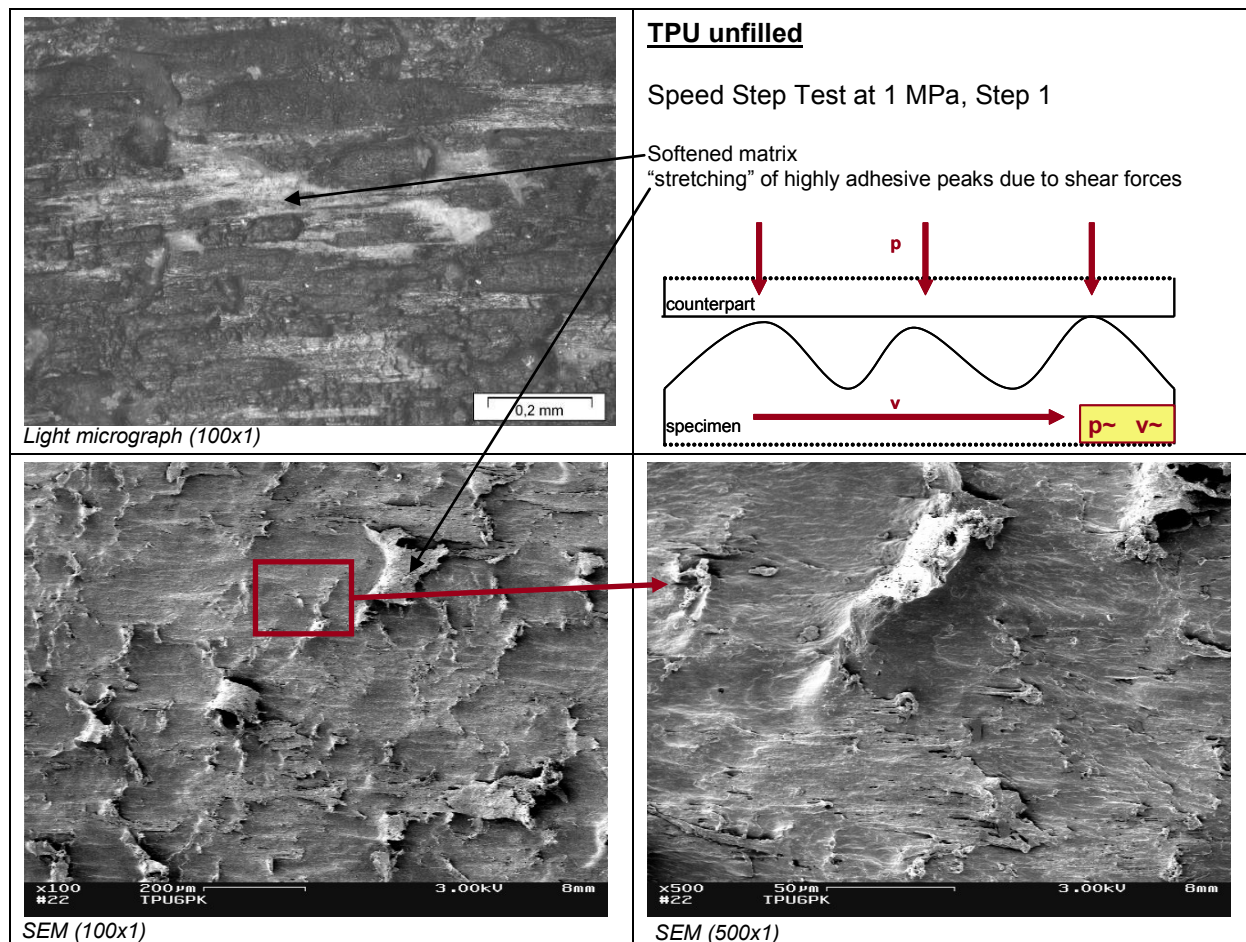 TPU unfilled
Speed Step Test at 1 MPa, Step 1
Softened matrix
“stretching” of highly adhesive peaks due to shear forces
p
counterpart
v
specimen
p~ v~
0,2 mm
Light micrograph (100x1)
x100 200µm 3.00kV 8mm
#22 TPU6PK
SEM (100x1)
x500 50µm 3.00kV 8mm
#22 TPU6PK
SEM (500x1)